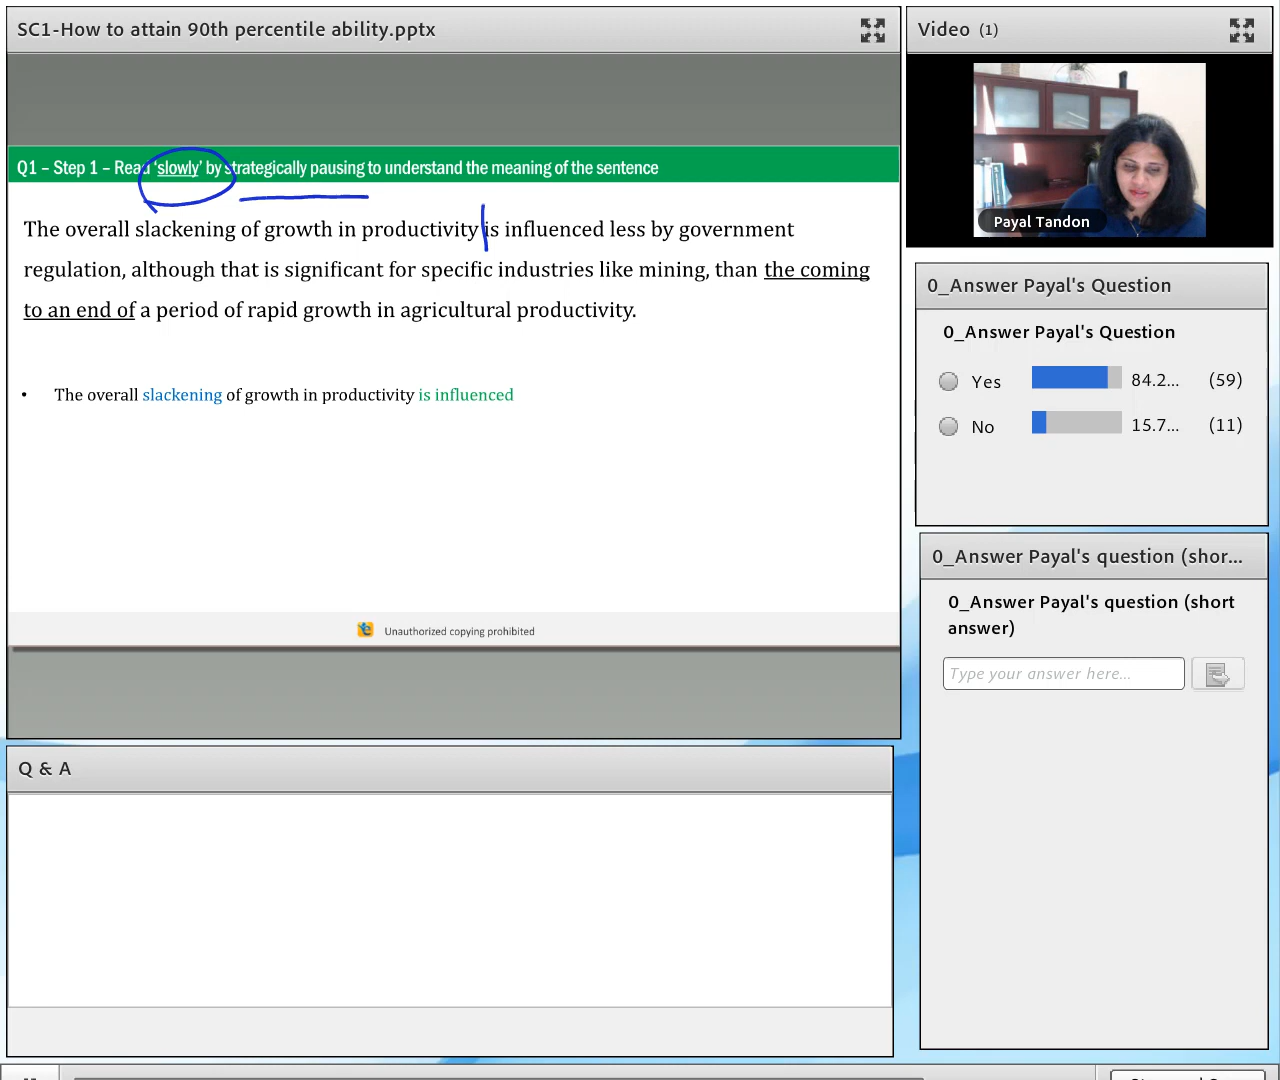 SC1-How to attain 90th percentile ability.pptx
Q1 – Step 1 – Read 'slowly' by strategically pausing to understand the meaning of the sentence
The overall slackening of growth in productivity is influenced less by government
regulation, although that is significant for specific industries like mining, than the coming
to an end of a period of rapid growth in agricultural productivity.
• The overall slackening of growth in productivity is influenced
Unauthorized copying prohibited
Q & A
Video (1)
Payal Tandon
0_Answer Payal's Question
0_Answer Payal's Question
Yes 84.2... (59)
No 15.7... (11)
0_Answer Payal's question (shor...
0_Answer Payal's question (short
answer)
Type your answer here...